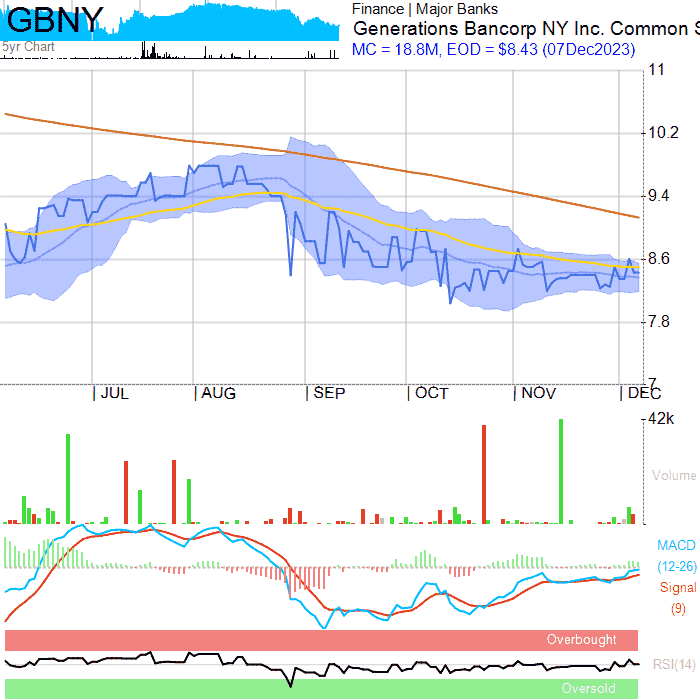 GBNY
5yr Chart
Finance | Major Banks
Generations Bancorp NY Inc. Common S
MC = 18.8M, EOD = $8.43 (07Dec2023)
11
10.2
9.4
8.6
7.8
7
JUL AUG SEP OCT NOV DEC
42k
Volume
MACD
(12-26)
Signal
(9)
Overbought
RSI(14)
Oversold